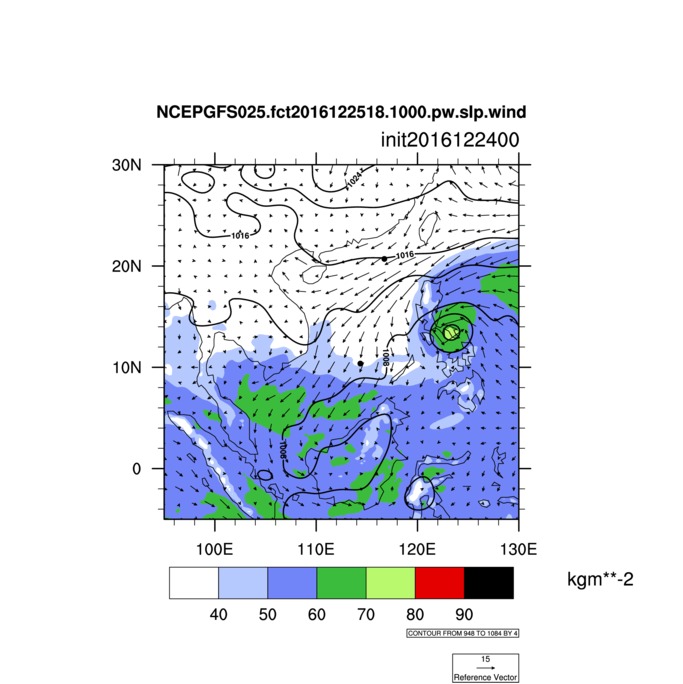 NCEPGFS025.fct2016122518.1000.pw.slp.wind
init2016122400
30N
1024
1016
1016
20N
1008
10N
1008
0
100E 110E 120E 130E
kgm**-2
40 50 60 70 80 90
CONTOUR FROM 948 TO 1084 BY 4
15
Reference Vector